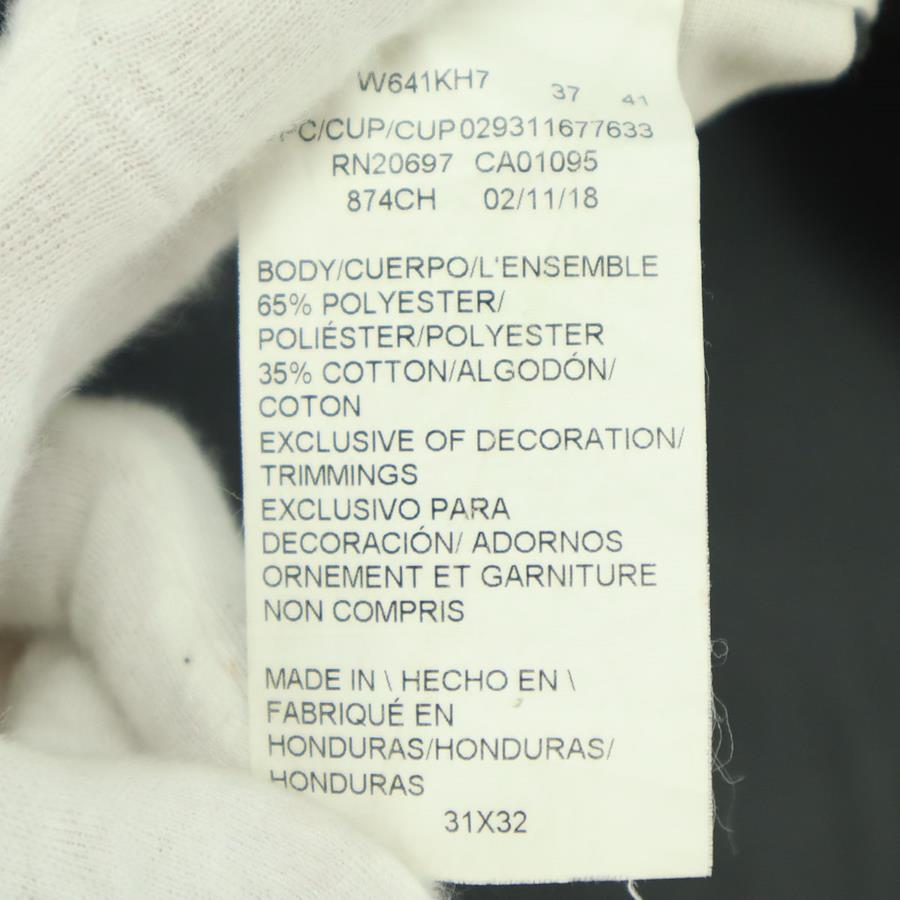 W641KH7 37 41
PC/CUP/CUP029311677633
RN20697 CA01095
874CH 02/11/18
BODY/CUERPO/L'ENSEMBLE
65% POLYESTER/
POLIÉSTER/POLYESTER
35% COTTON/ALGODÓN/
COTON
EXCLUSIVE OF DECORATION/
TRIMMINGS
EXCLUSIVO PARA
DECORACIÓN/ ADORNOS
ORNEMENT ET GARNITURE
NON COMPRIS
MADE IN \ HECHO EN \
FABRIQUÉ EN
HONDURAS/HONDURAS/
HONDURAS
31X32